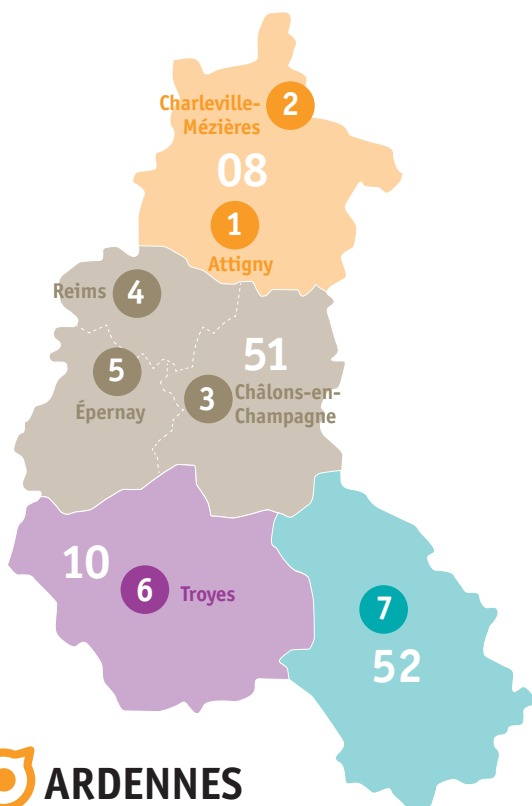 Charleville-
Mézières
2
08
1
Attigny
Reims
4
51
5
Épernay
3
Châlons-en-
Champagne
10
6
Troyes
7
52
ARDENNES